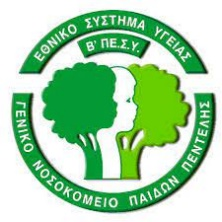 ΕΘΝΙΚΟ ΣΥΣΤΗΜΑ ΥΓΕΙΑΣ
Β' ΠΕ.Σ.Υ.
ΓΕΝΙΚΟ ΝΟΣΟΚΟΜΕΙΟ ΠΑΙΔΩΝ ΠΕΝΤΕΛΗΣ